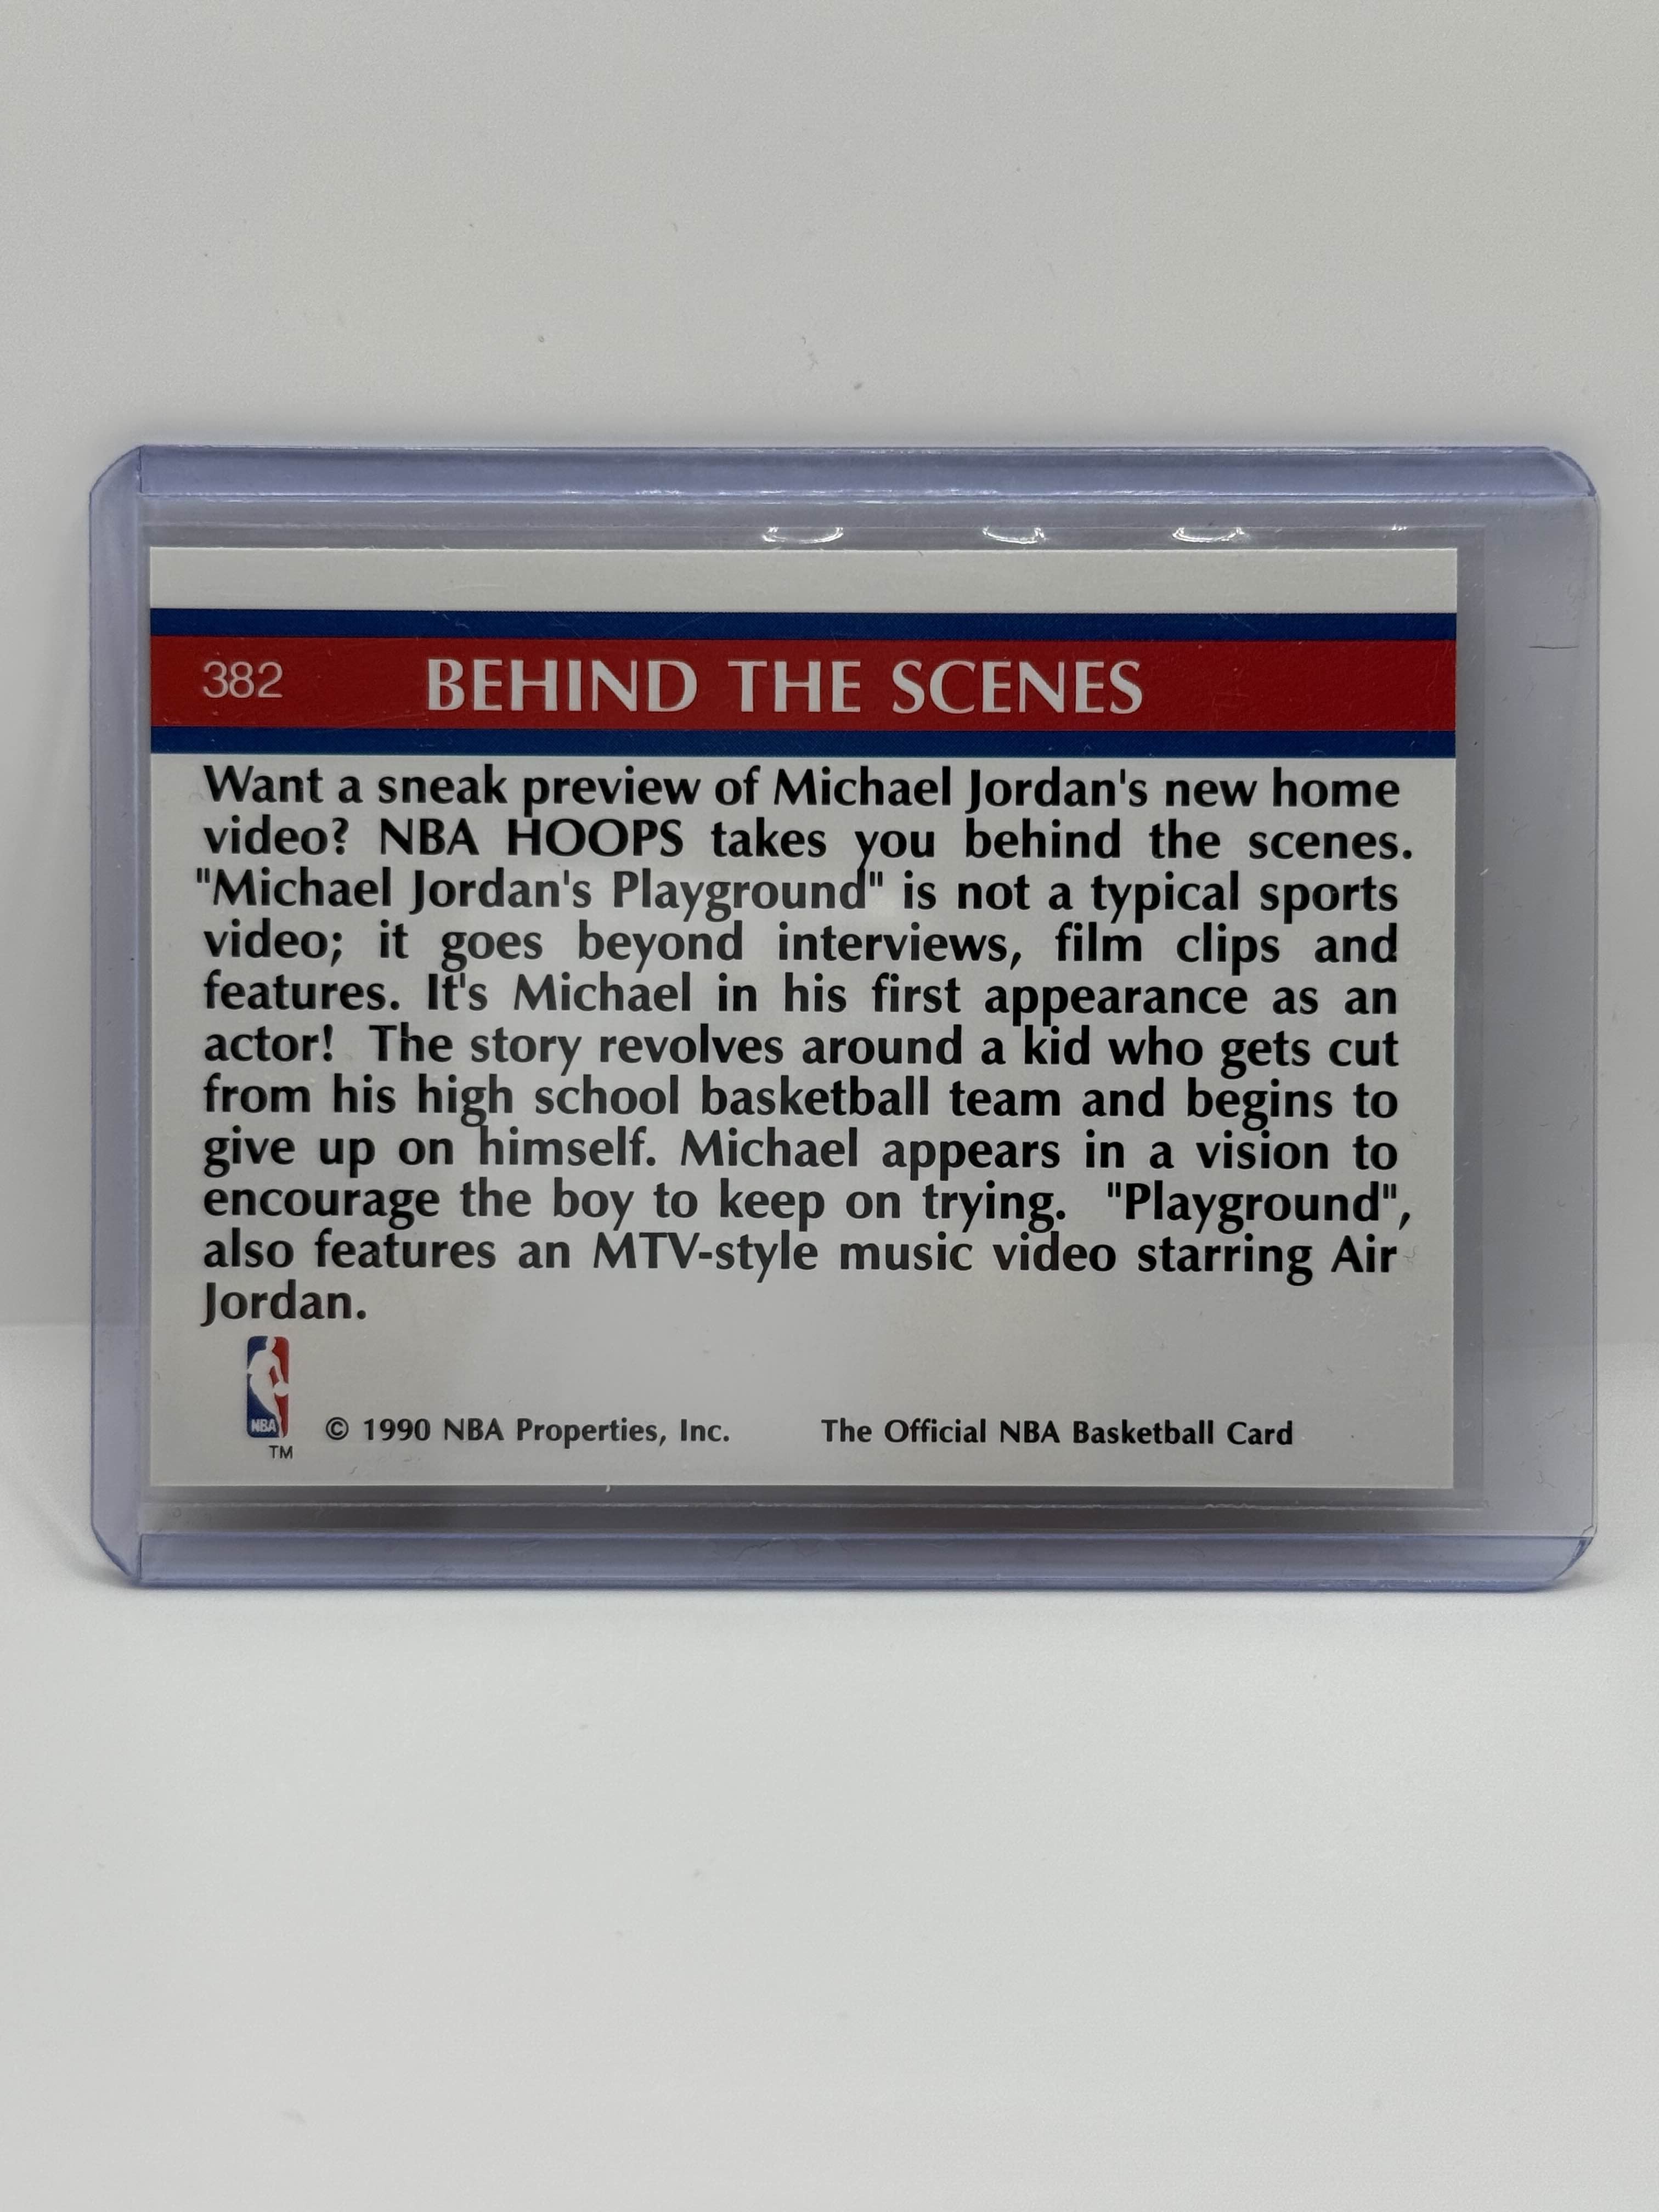 382 BEHIND THE SCENES
Want a sneak preview of Michael Jordan's new home
video? NBA HOOPS takes you behind the scenes.
"Michael Jordan's Playground" is not a typical sports
video; it goes beyond interviews, film clips and
features. It's Michael in his first appearance as an
actor! The story revolves around a kid who gets cut
from his high school basketball team and begins to
give up on himself. Michael appears in a vision to
encourage the boy to keep on trying. "Playground",
also features an MTV-style music video starring Air
Jordan.
NBA
TM
© 1990 NBA Properties, Inc. The Official NBA Basketball Card